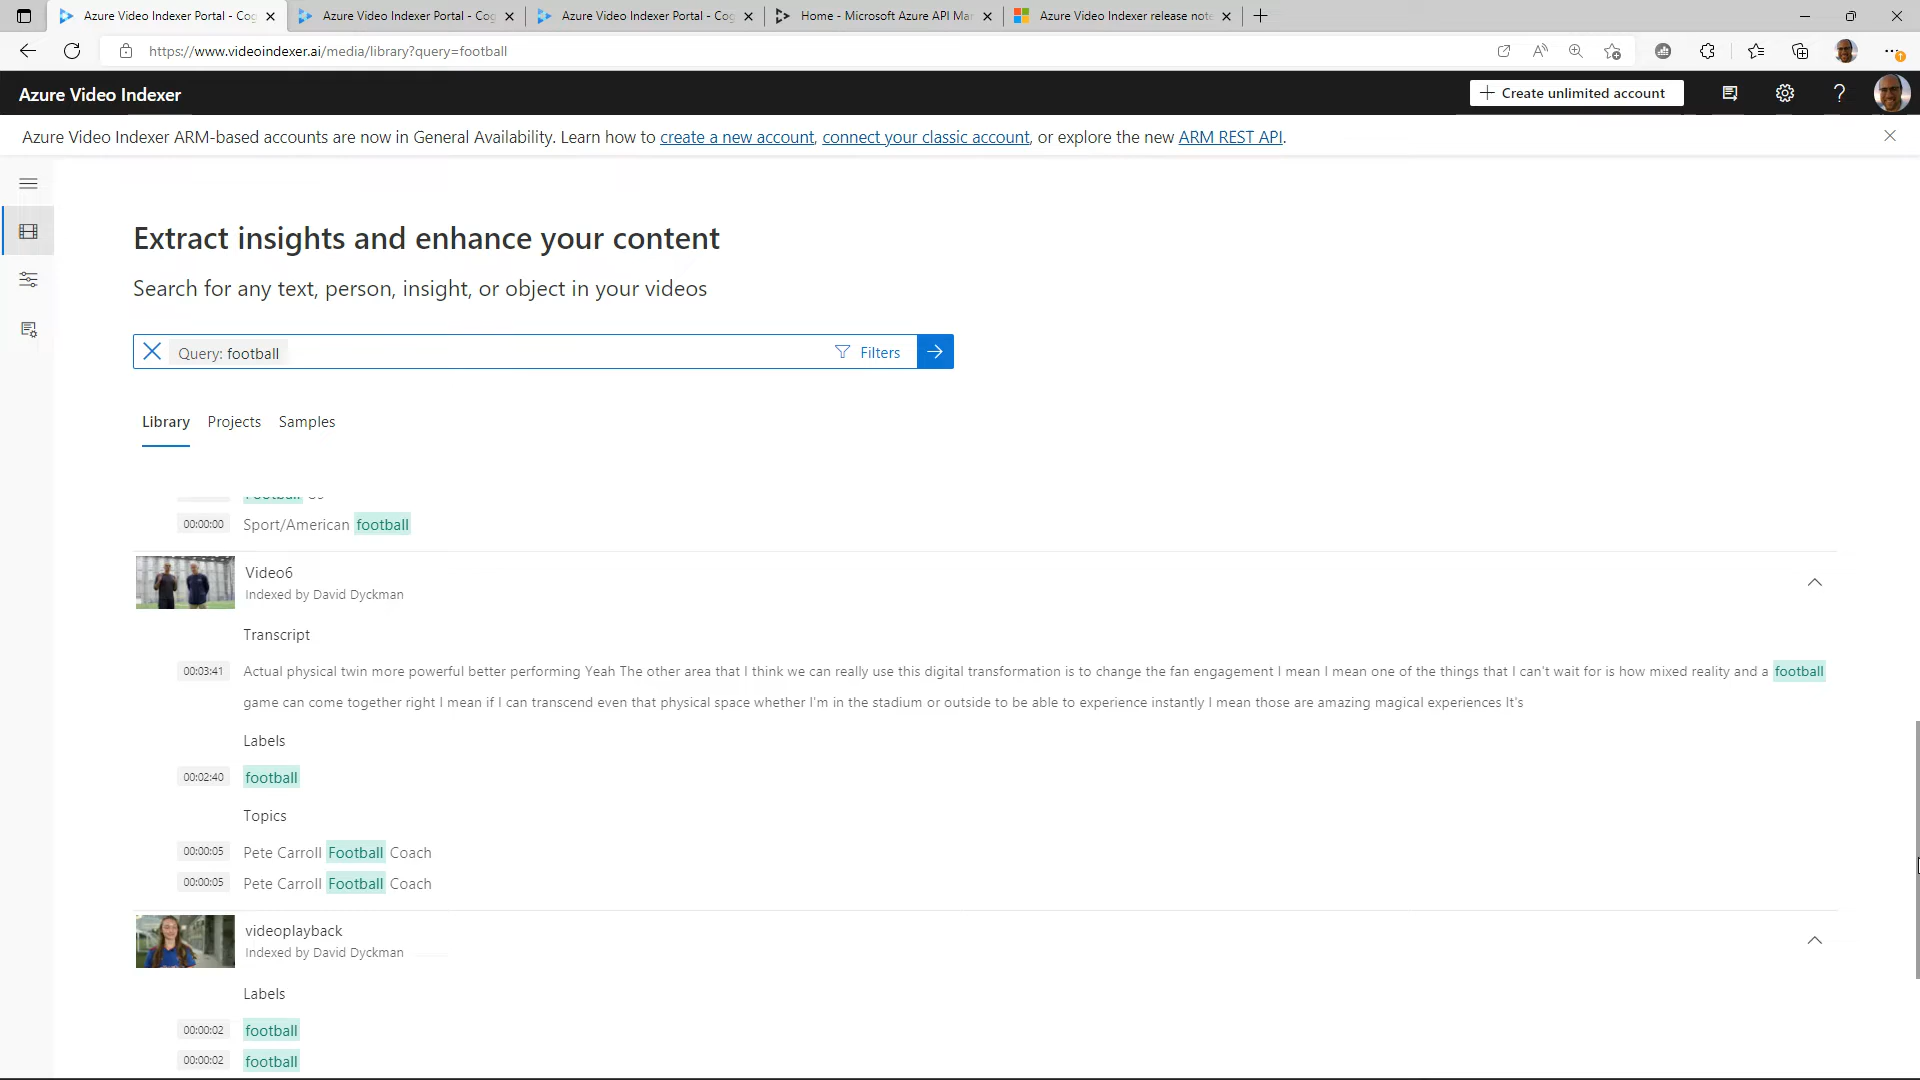 Azure Video Indexer Portal - Cog
Azure Video Indexer Portal - Cog
Azure Video Indexer Portal - Cog
Home - Microsoft Azure API Mar
Azure Video Indexer release note
https://www.videoindexer.ai/media/library?query=football
Azure Video Indexer
Create unlimited account
Azure Video Indexer ARM-based accounts are now in General Availability. Learn how to create a new account, connect your classic account, or explore the new ARM REST API.
Extract insights and enhance your content
Search for any text, person, insight, or object in your videos
Query: football
Filters
Library Projects Samples
00:00:00 Sport/American football
Video6
Indexed by David Dyckman
Transcript
00:03:41 Actual physical twin more powerful better performing Yeah The other area that I think we can really use this digital transformation is to change the fan engagement I mean I mean one of the things that I can't wait for is how mixed reality and a football
game can come together right I mean if I can transcend even that physical space whether I'm in the stadium or outside to be able to experience instantly I mean those are amazing magical experiences It's
Labels
00:02:40 football
Topics
00:00:05 Pete Carroll Football Coach
00:00:05 Pete Carroll Football Coach
videoplayback
Indexed by David Dyckman
Labels
00:00:02 football
00:00:02 football